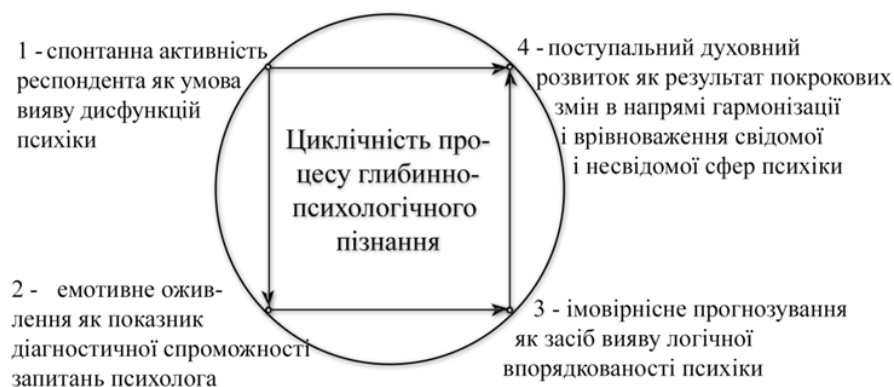 1 - спонтанна активність
респондента як умова
вияву дисфункцій
психіки
4 - поступальний духовний
розвиток як результат покрокових
змін в напрямі гармонізації
і врівноваження свідомої
і несвідомої сфер психіки
Циклічність про-
цесу глибинно-
психологічного
пізнання
2 - емотивне ожив-
лення як показник
діагностичної спроможності
запитань психолога
3 - імовірнісне прогнозування
як засіб вияву логічної
впорядкованості психіки